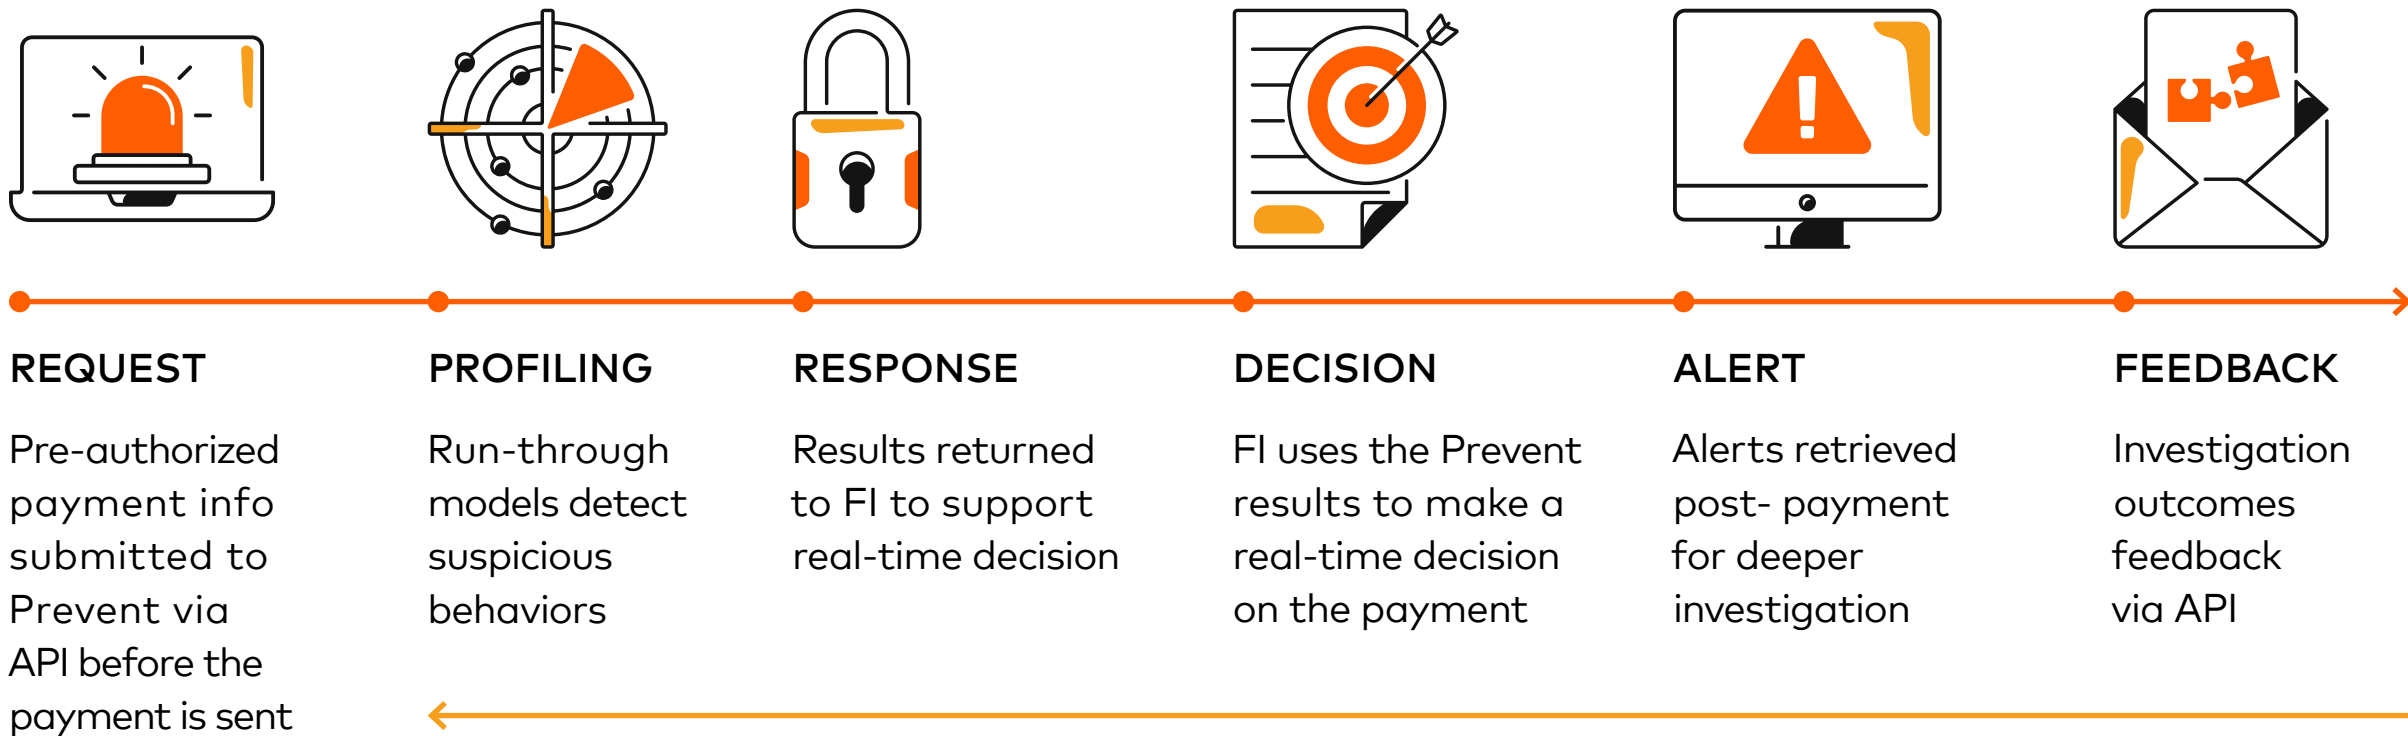 REQUEST
Pre-authorized
payment info
submitted to
Prevent via
API before the
payment is sent
PROFILING
Run-through
models detect
suspicious
behaviors
RESPONSE
Results returned
to FI to support
real-time decision
DECISION
FI uses the Prevent
results to make a
real-time decision
on the payment
ALERT
Alerts retrieved
post- payment
for deeper
investigation
FEEDBACK
Investigation
outcomes
feedback
via API